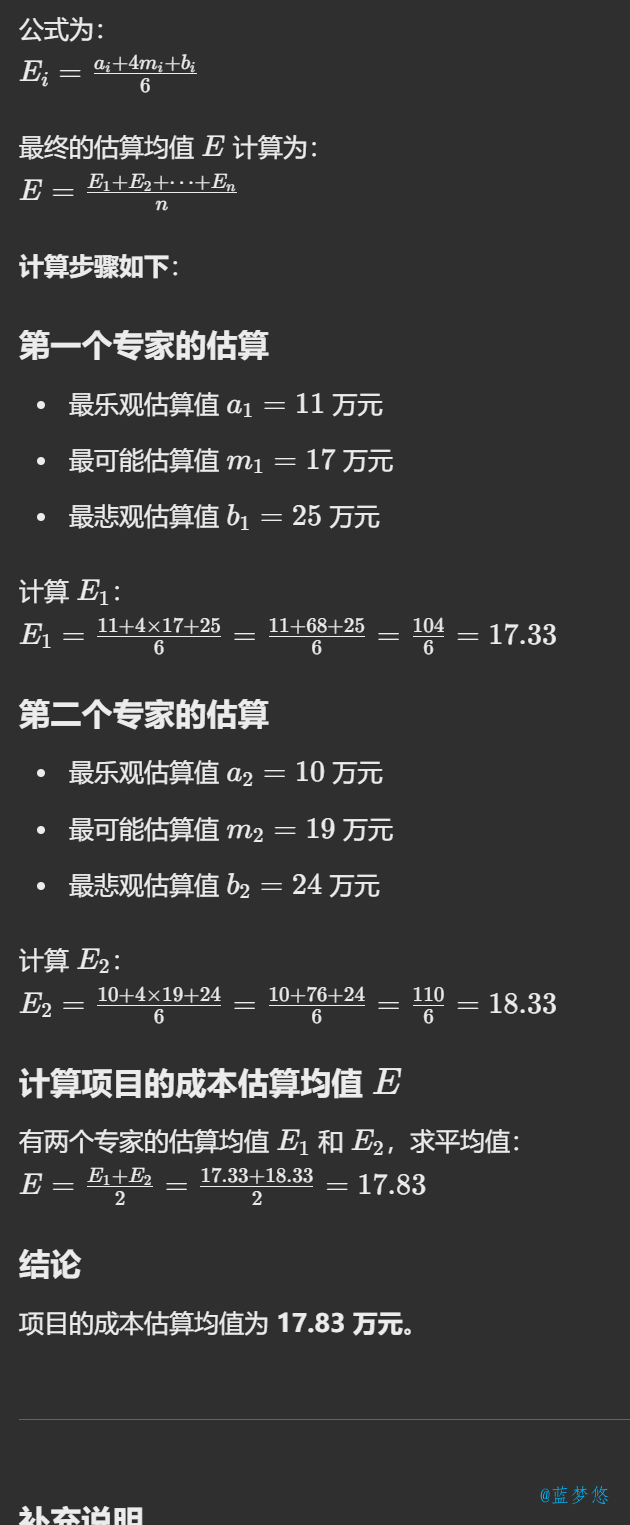 公式为：
E_i = \frac{a_i+4m_i+b_i}{6}
最终的估算均值 E 计算为：
E = \frac{E_1+E_2+\cdots+E_n}{n}
计算步骤如下：
第一个专家的估算
• 最乐观估算值 a_1 = 11 万元
• 最可能估算值 m_1 = 17 万元
• 最悲观估算值 b_1 = 25 万元
计算 E_1：
E_1 = \frac{11+4×17+25}{6} = \frac{11+68+25}{6} = \frac{104}{6} = 17.33
第二个专家的估算
• 最乐观估算值 a_2 = 10 万元
• 最可能估算值 m_2 = 19 万元
• 最悲观估算值 b_2 = 24 万元
计算 E_2：
E_2 = \frac{10+4×19+24}{6} = \frac{10+76+24}{6} = \frac{110}{6} = 18.33
计算项目的成本估算均值 E
有两个专家的估算均值 E_1 和 E_2，求平均值：
E = \frac{E_1+E_2}{2} = \frac{17.33+18.33}{2} = 17.83
结论
项目的成本估算均值为 17.83 万元。
@蓝梦悠
补充说明